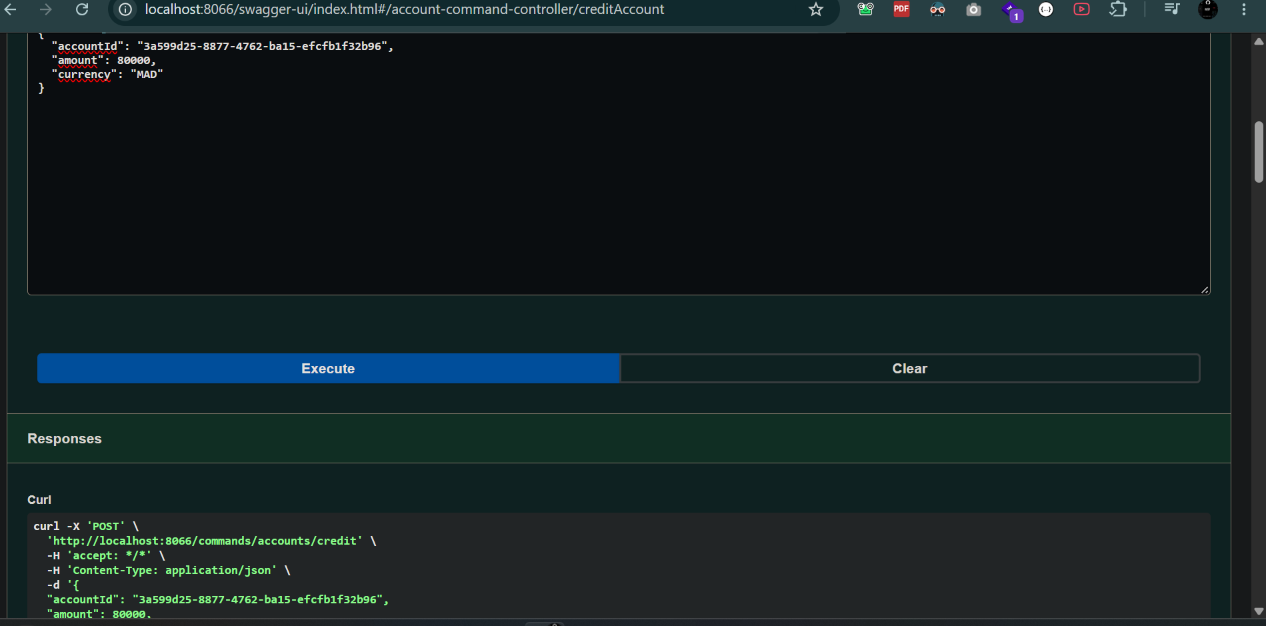 localhost:8066/swagger-ui/index.html#/account-command-controller/creditAccount
PDF
1
{
"accountId": "3a599d25-8877-4762-ba15-efcfb1f32b96",
"amount": 80000,
"currency": "MAD"
}
Execute
Clear
Responses
Curl
curl -X 'POST' \
'http://localhost:8066/commands/accounts/credit' \
-H 'accept: */*' \
-H 'Content-Type: application/json' \
-d '{
"accountId": "3a599d25-8877-4762-ba15-efcfb1f32b96",
"amount": 80000,